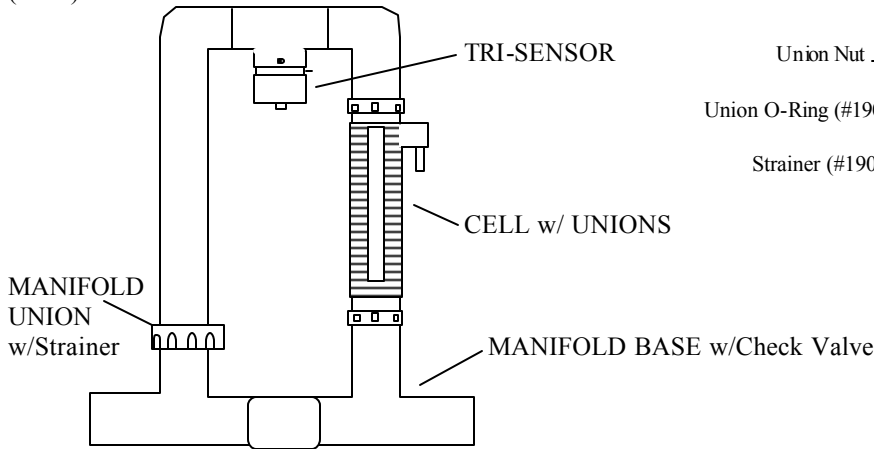 TRI-SENSOR
Union Nut
Union O-Ring (#190
Strainer (#190
CELL w/ UNIONS
MANIFOLD
UNION
w/Strainer
MANIFOLD BASE w/Check Valve